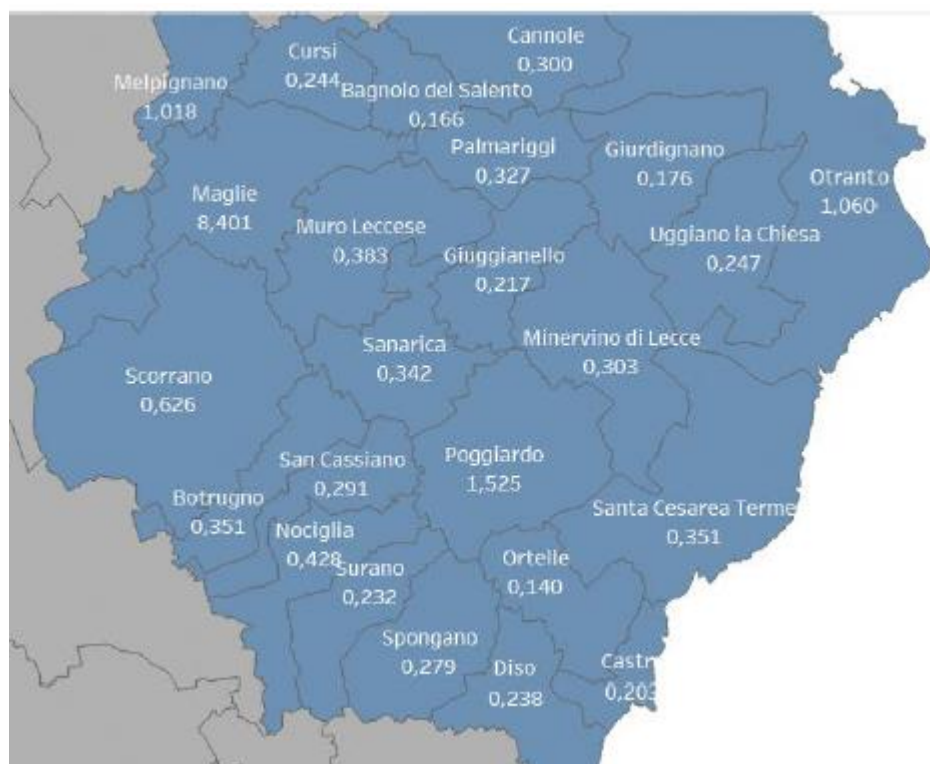 Cannole
0,300
Cursi
0,244
Melpignano
1,018
Bagnolo del Salento
0,166
Palmariggi
0,327
Giurdignano
0,176
Otranto
1,060
Maglie
8,401
Muro Leccese
0,383
Uggiano la Chiesa
0,247
Giuggianello
0,217
Sanarica
0,342
Minervino di Lecce
0,303
Scorrano
0,626
San Cassiano
0,291
Poggiardo
1,525
Botrugno
0,351
Santa Cesarea Terme
0,351
Nociglia
0,428
Surano
0,232
Ortelle
0,140
Spongano
0,279
Diso
0,238
Castr
0,203